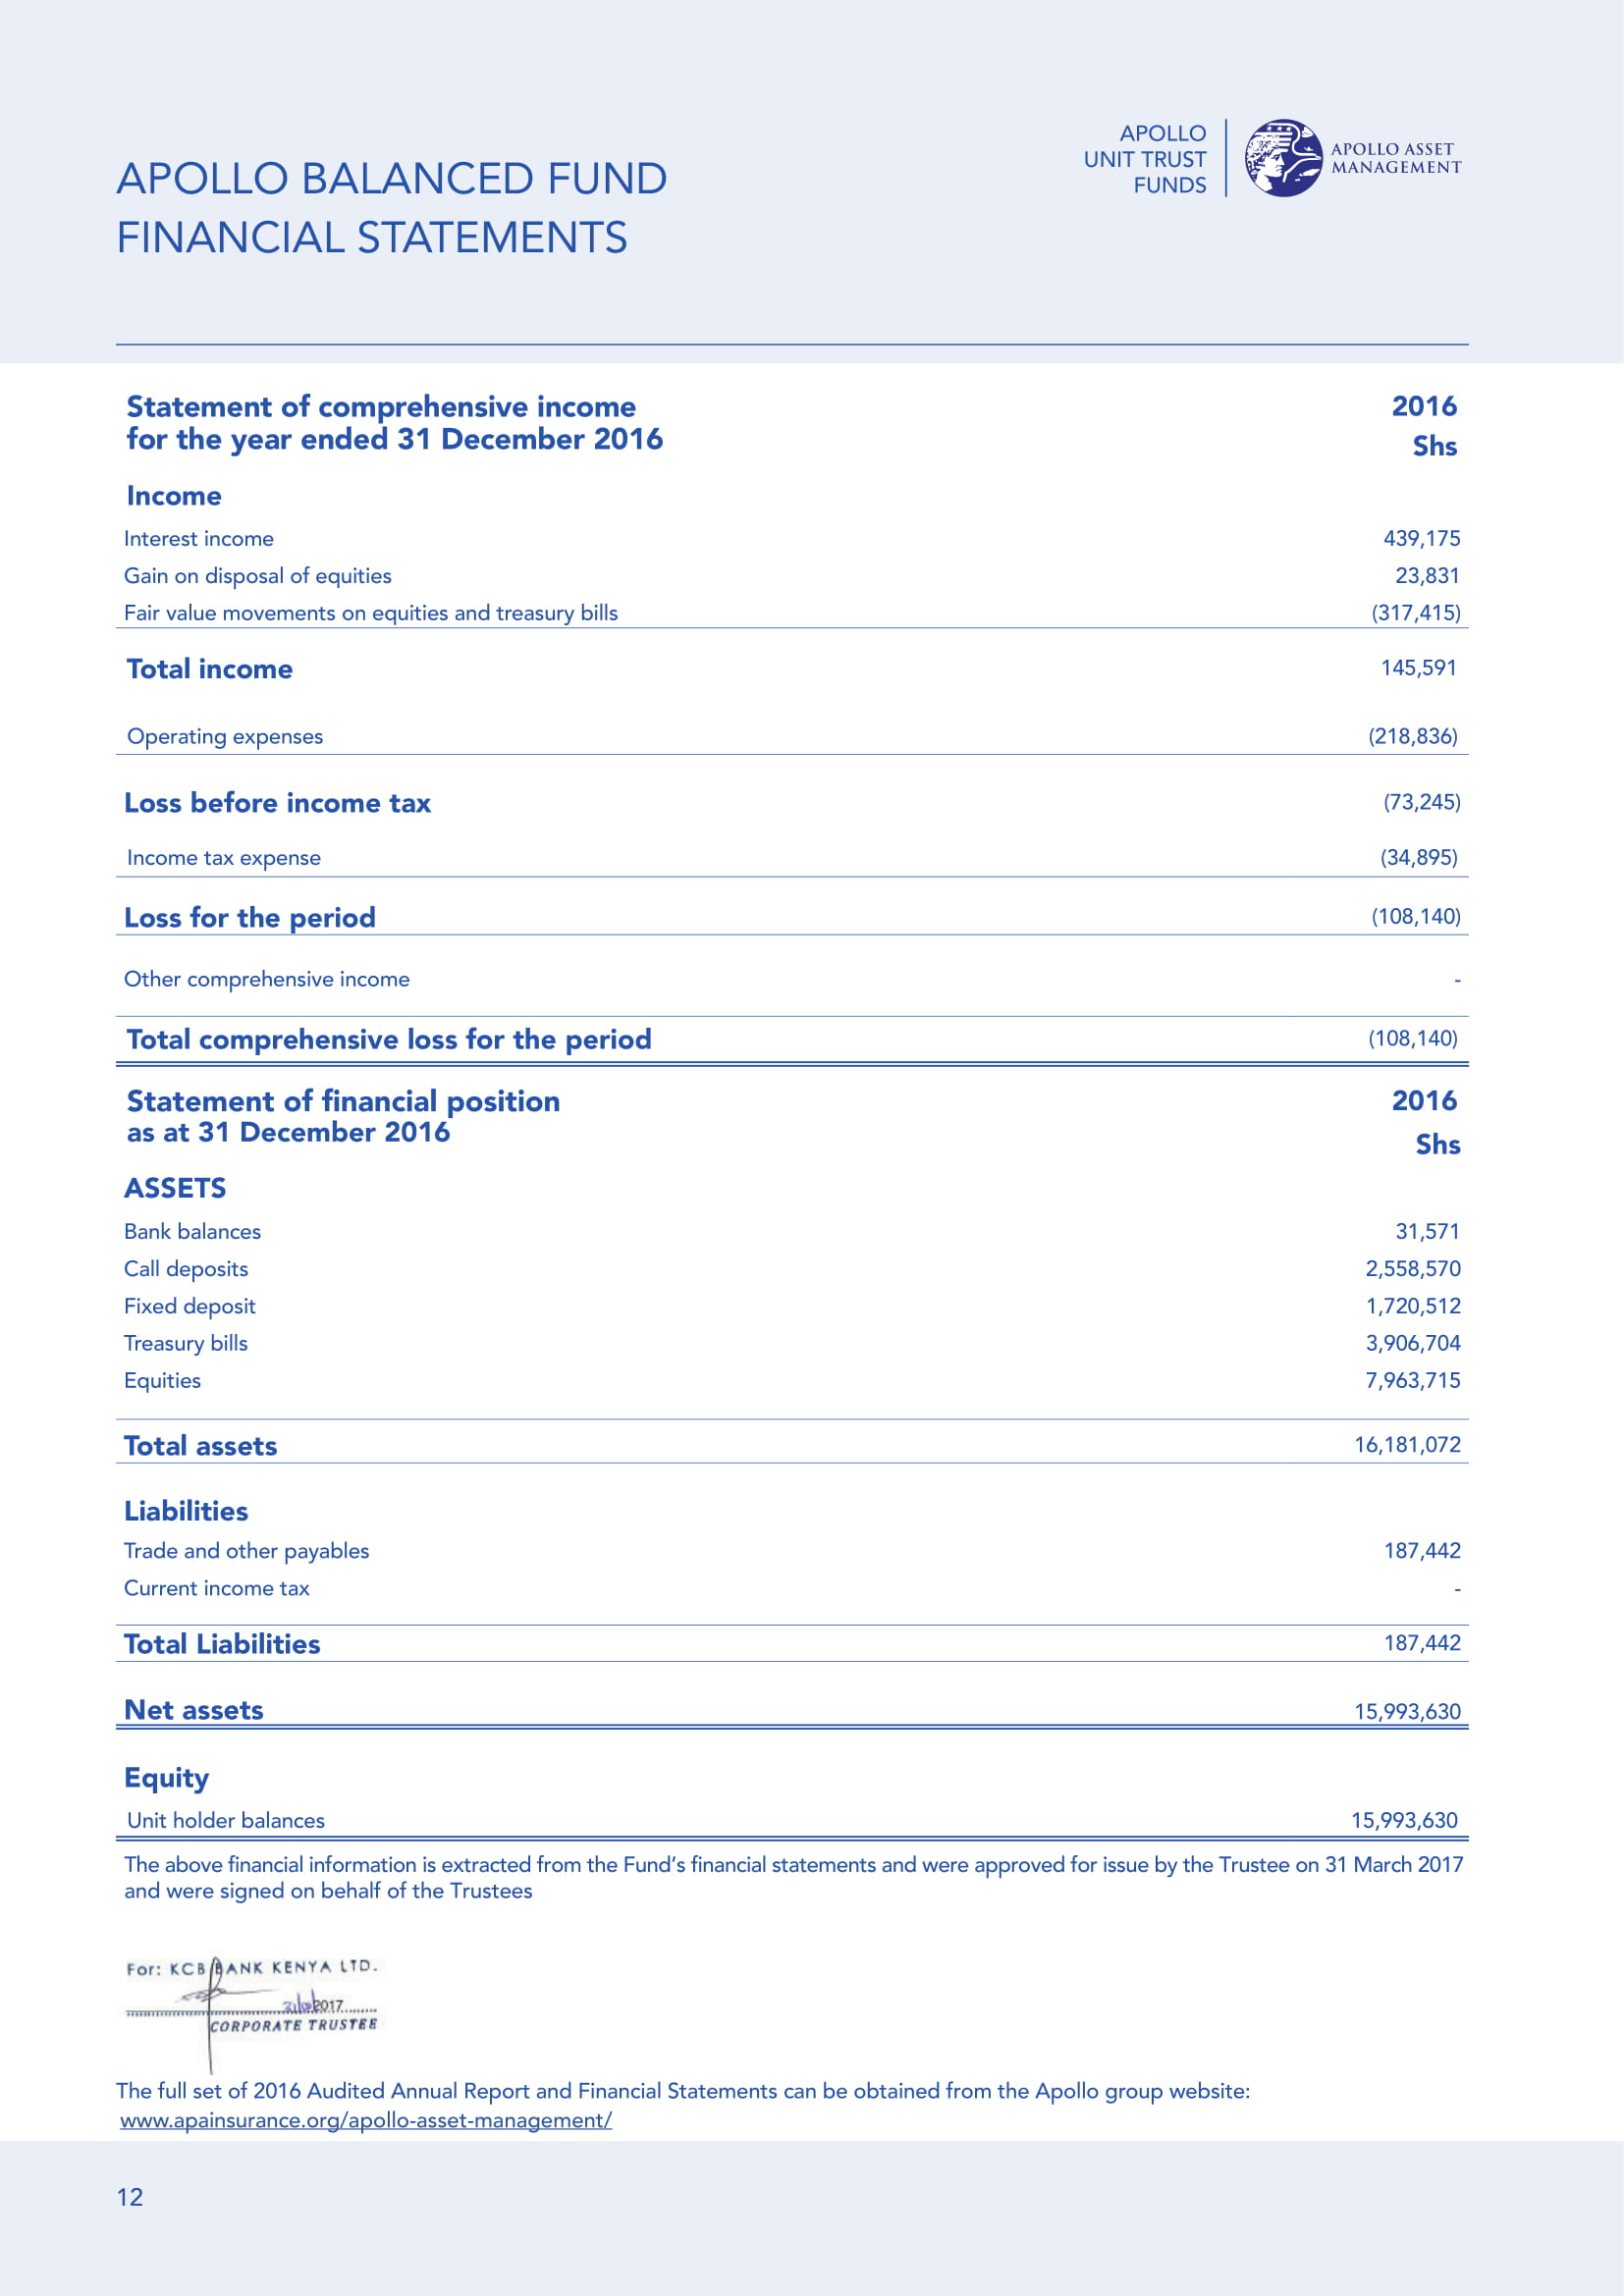 APOLLO BALANCED FUND
FINANCIAL STATEMENTS
APOLLO
UNIT TRUST
FUNDS
APOLLO ASSET
MANAGEMENT
Statement of comprehensive income 2016
for the year ended 31 December 2016 Shs
Income
Interest income 439,175
Gain on disposal of equities 23,831
Fair value movements on equities and treasury bills (317,415)
Total income 145,591
Operating expenses (218,836)
Loss before income tax (73,245)
Income tax expense (34,895)
Loss for the period (108,140)
Other comprehensive income -
Total comprehensive loss for the period (108,140)
Statement of financial position 2016
as at 31 December 2016 Shs
ASSETS
Bank balances 31,571
Call deposits 2,558,570
Fixed deposit 1,720,512
Treasury bills 3,906,704
Equities 7,963,715
Total assets 16,181,072
Liabilities
Trade and other payables 187,442
Current income tax -
Total Liabilities 187,442
Net assets 15,993,630
Equity
Unit holder balances 15,993,630
The above financial information is extracted from the Fund's financial statements and were approved for issue by the Trustee on 31 March 2017
and were signed on behalf of the Trustees
For: KCB BANK KENYA LTD.
2017
CORPORATE TRUSTEE
The full set of 2016 Audited Annual Report and Financial Statements can be obtained from the Apollo group website:
www.apainsurance.org/apollo-asset-management/
12